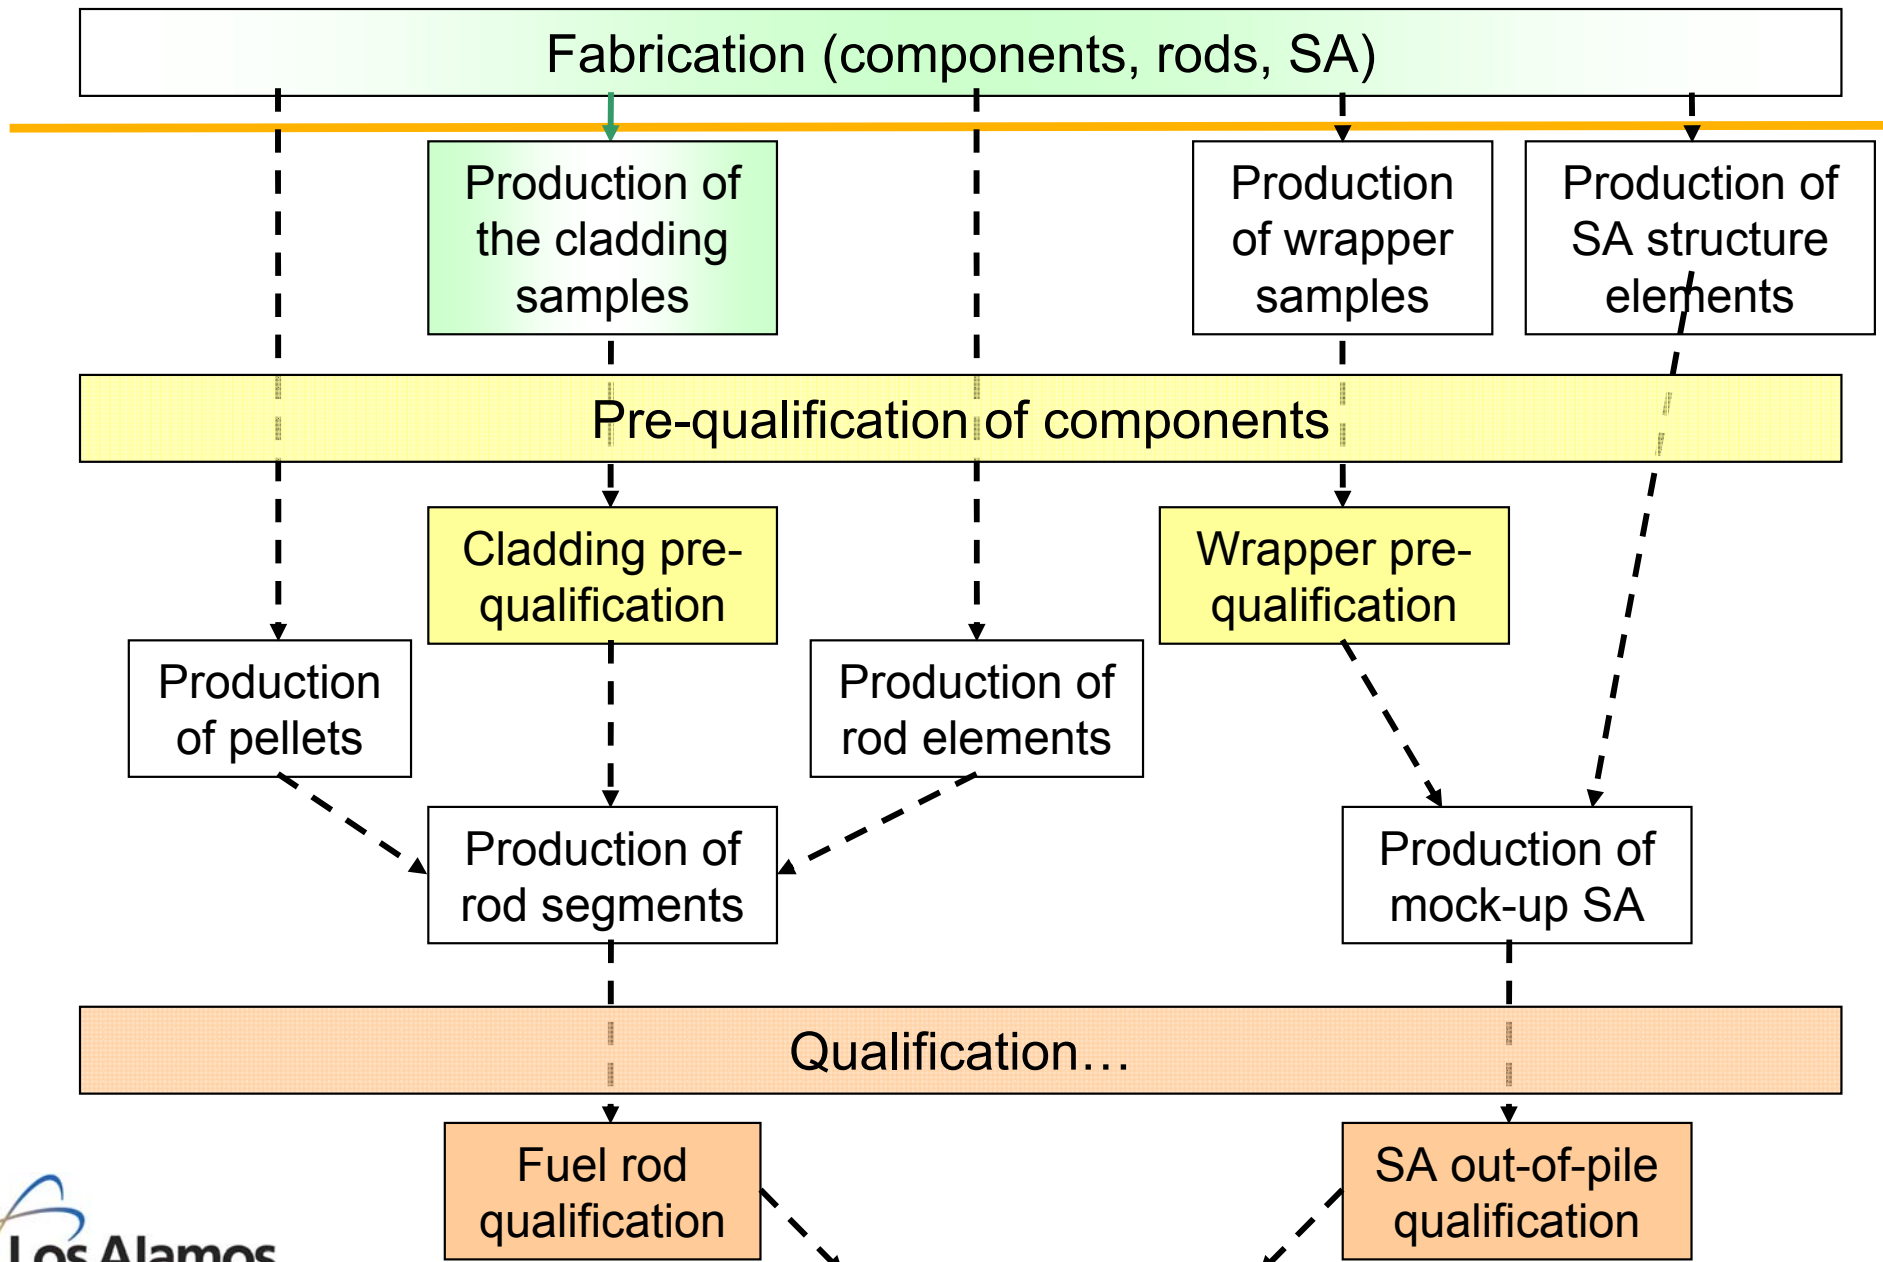 Fabrication (components, rods, SA)
Production of
the cladding
samples
Production
of wrapper
samples
Production of
SA structure
elements
Pre-qualification of components
Cladding pre-
qualification
Wrapper pre-
qualification
Production
of pellets
Production of
rod elements
Production of
rod segments
Production of
mock-up SA
Qualification…
Fuel rod
qualification
SA out-of-pile
qualification
Los Alamos